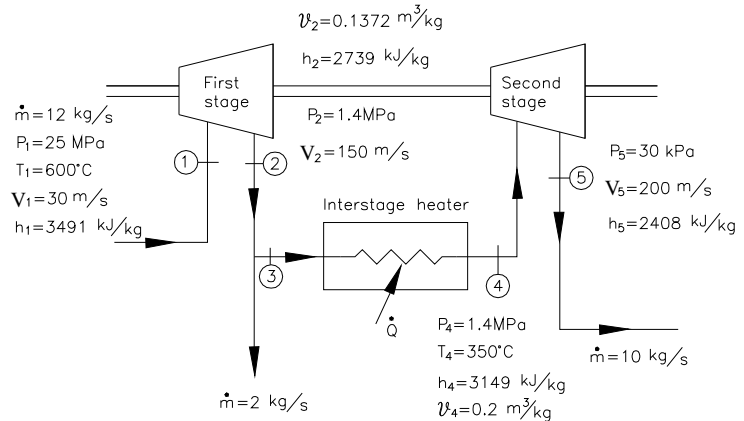 𝒱₂=0.1372 m³/kg
h₂=2739 kJ/kg
First
stage
Second
stage
ṁ=12 kg/s
P₁=25 MPa
T₁=600°C
V₁=30 m/s
h₁=3491 kJ/kg
P₂=1.4MPa
V₂=150 m/s
1
2
P₅=30 kPa
V₅=200 m/s
h₅=2408 kJ/kg
5
Interstage heater
3
4
Q̇
P₄=1.4MPa
T₄=350°C
h₄=3149 kJ/kg
𝒱₄=0.2 m³/kg
ṁ=10 kg/s
ṁ=2 kg/s